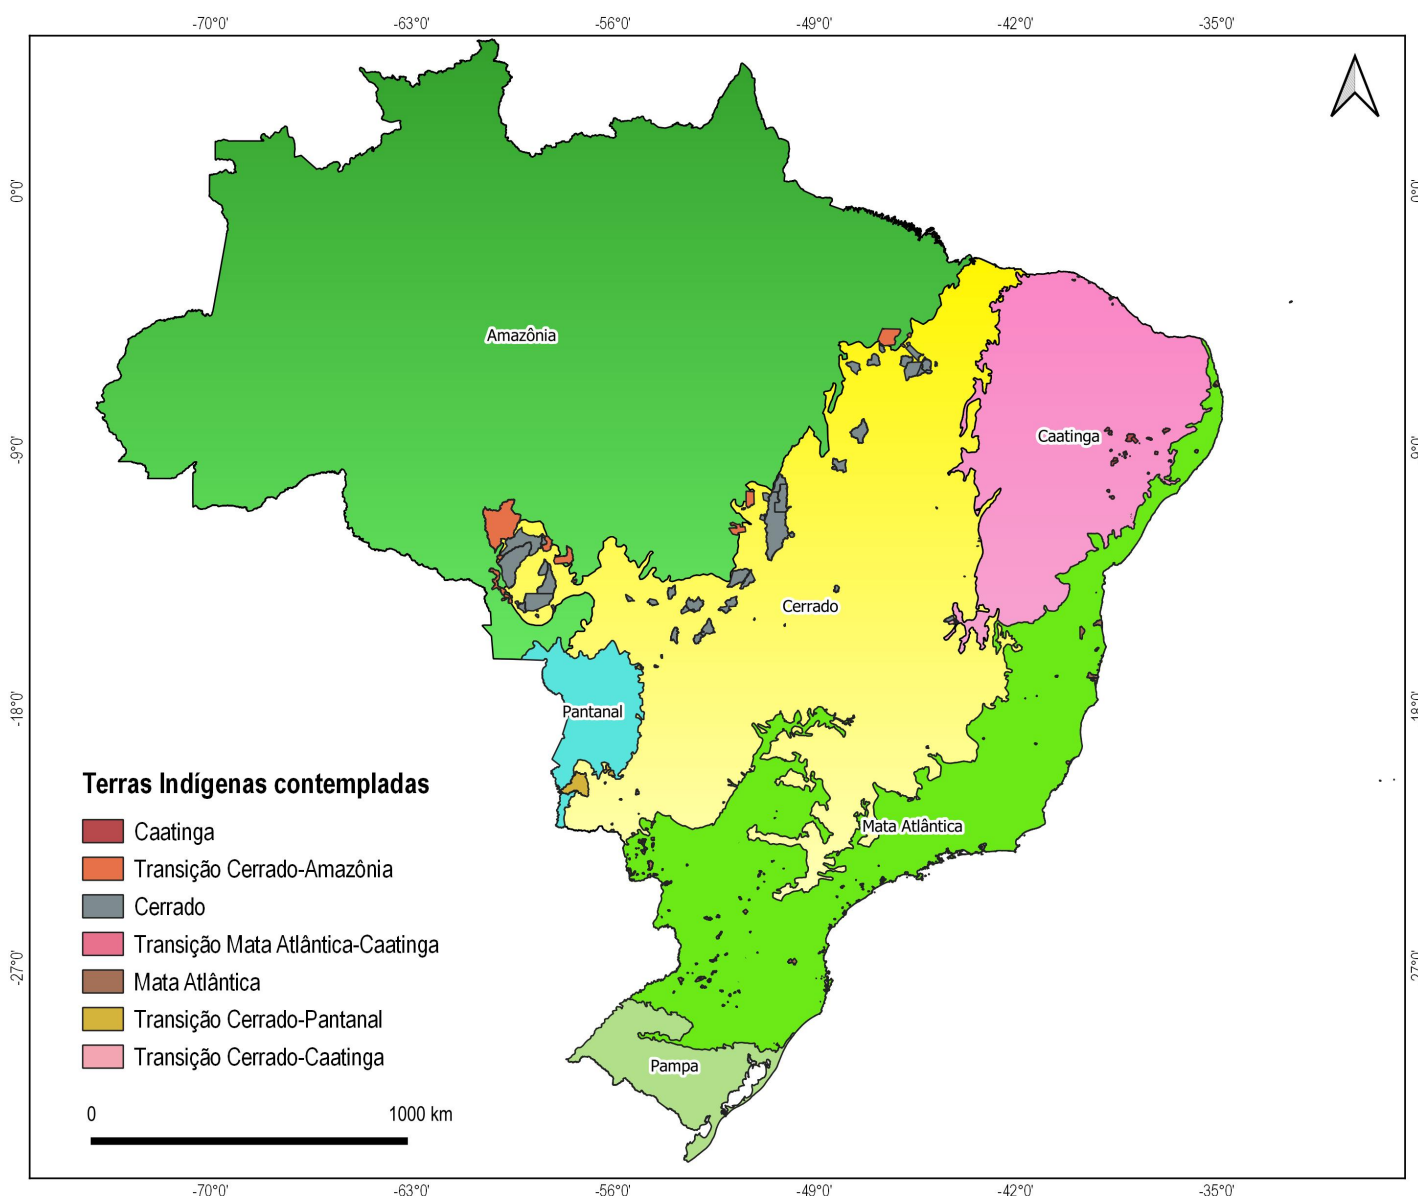 -70°0' -63°0' -56°0' -49°0' -42°0' -35°0'
0°0'
0°0'
Amazônia
-9°0'
Caatinga
Cerrado
-18°0'
Pantanal
Terras Indígenas contempladas
Mata Atlântica
Caatinga
Transição Cerrado-Amazônia
Cerrado
Transição Mata Atlântica-Caatinga
Mata Atlântica
Transição Cerrado-Pantanal
Transição Cerrado-Caatinga
-27°0'
Pampa
0 1000 km
-70°0' -63°0' -56°0' -49°0' -42°0' -35°0'